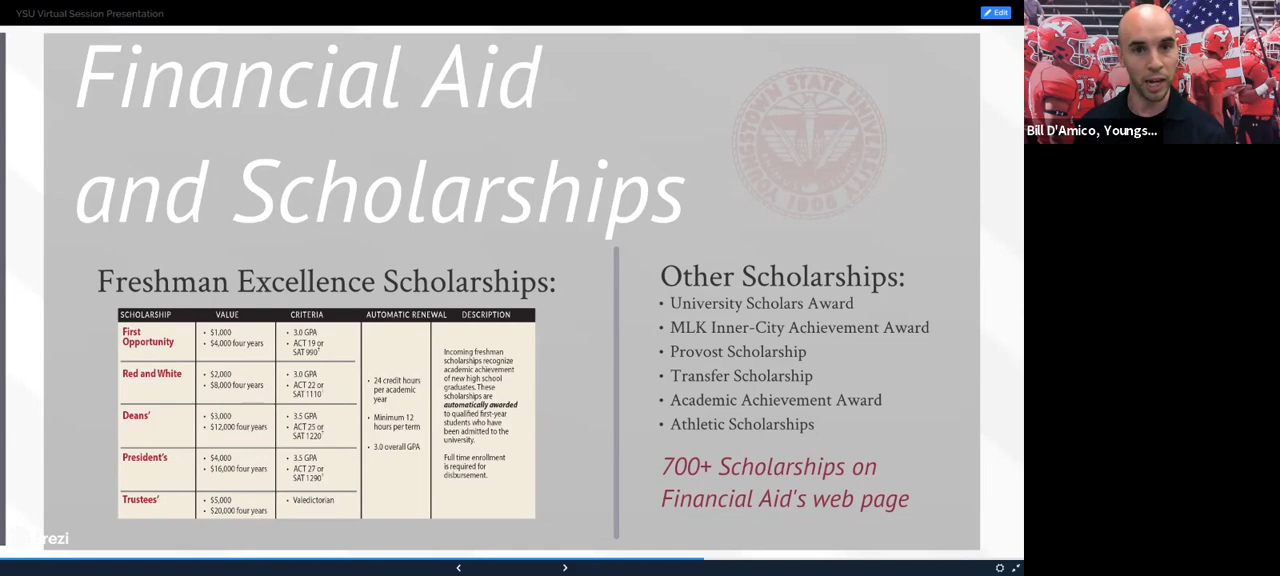 YSU Virtual Session Presentation
Edit
Financial Aid
and Scholarships
YOUNGSTOWN STATE UNIVERSITY
1908
Freshman Excellence Scholarships:
SCHOLARSHIP VALUE CRITERIA AUTOMATIC RENEWAL DESCRIPTION
First
Opportunity
• $1,000
• $4,000 four years
• 3.0 GPA
• ACT 19 or
SAT 990†
Red and White
• $2,000
• $8,000 four years
• 3.0 GPA
• ACT 22 or
SAT 1110†
Deans'
• $3,000
• $12,000 four years
• 3.5 GPA
• ACT 25 or
SAT 1220†
President's
• $4,000
• $16,000 four years
• 3.5 GPA
• ACT 27 or
SAT 1290†
Trustees'
• $5,000
• $20,000 four years
• Valedictorian
• 24 credit hours
per academic
year
• Minimum 12
hours per term
• 3.0 overall GPA
Incoming freshman
scholarships recognize
academic achievement
of new high school
graduates. These
scholarships are
automatically awarded
to qualified first-year
students who have
been admitted to the
university.
Full time enrollment
is required for
disbursement.
Other Scholarships:
• University Scholars Award
• MLK Inner-City Achievement Award
• Provost Scholarship
• Transfer Scholarship
• Academic Achievement Award
• Athletic Scholarships
700+ Scholarships on
Financial Aid's web page
Bill D'Amico, Youngs...